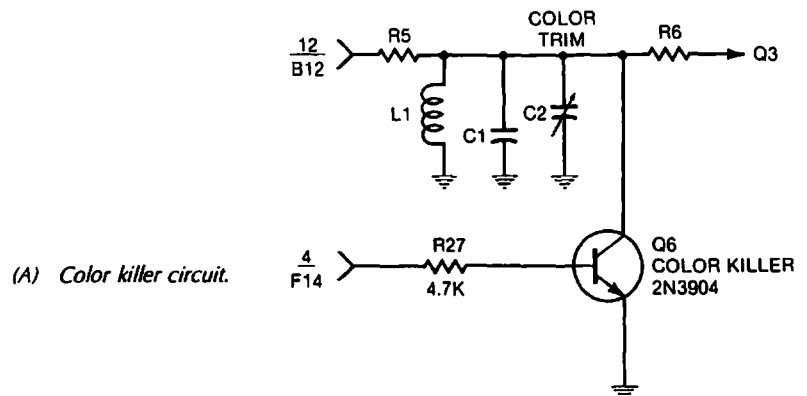 COLOR
TRIM
12
B12
R5
R6
Q3
L1
C1
C2
(A) Color killer circuit.
4
F14
R27
4.7K
Q6
COLOR KILLER
2N3904